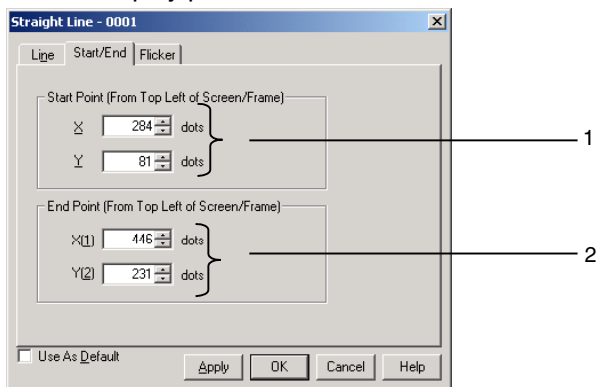 Straight Line - 0001
Line Start/End Flicker
Start Point (From Top Left of Screen/Frame)
X 284 dots
1
Y 81 dots
End Point (From Top Left of Screen/Frame)
X(1) 446 dots
2
Y(2) 231 dots
Use As Default
Apply OK Cancel Help